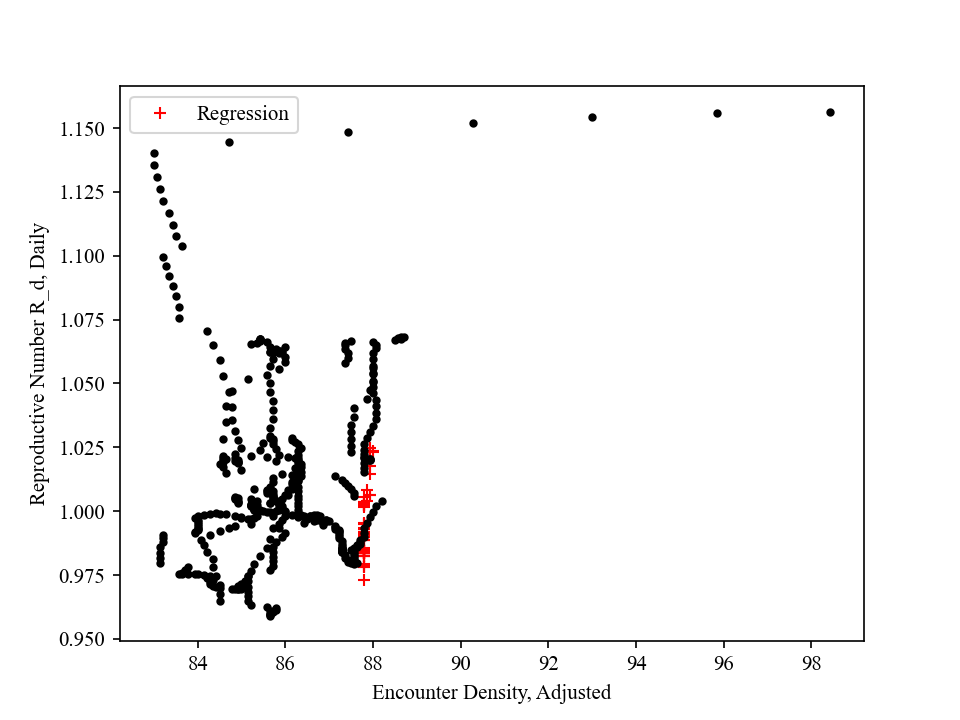 Regression
1.150
1.125
1.100
1.075
1.050
1.025
1.000
0.975
0.950
Reproductive Number R_d, Daily
84 86 88 90 92 94 96 98
Encounter Density, Adjusted